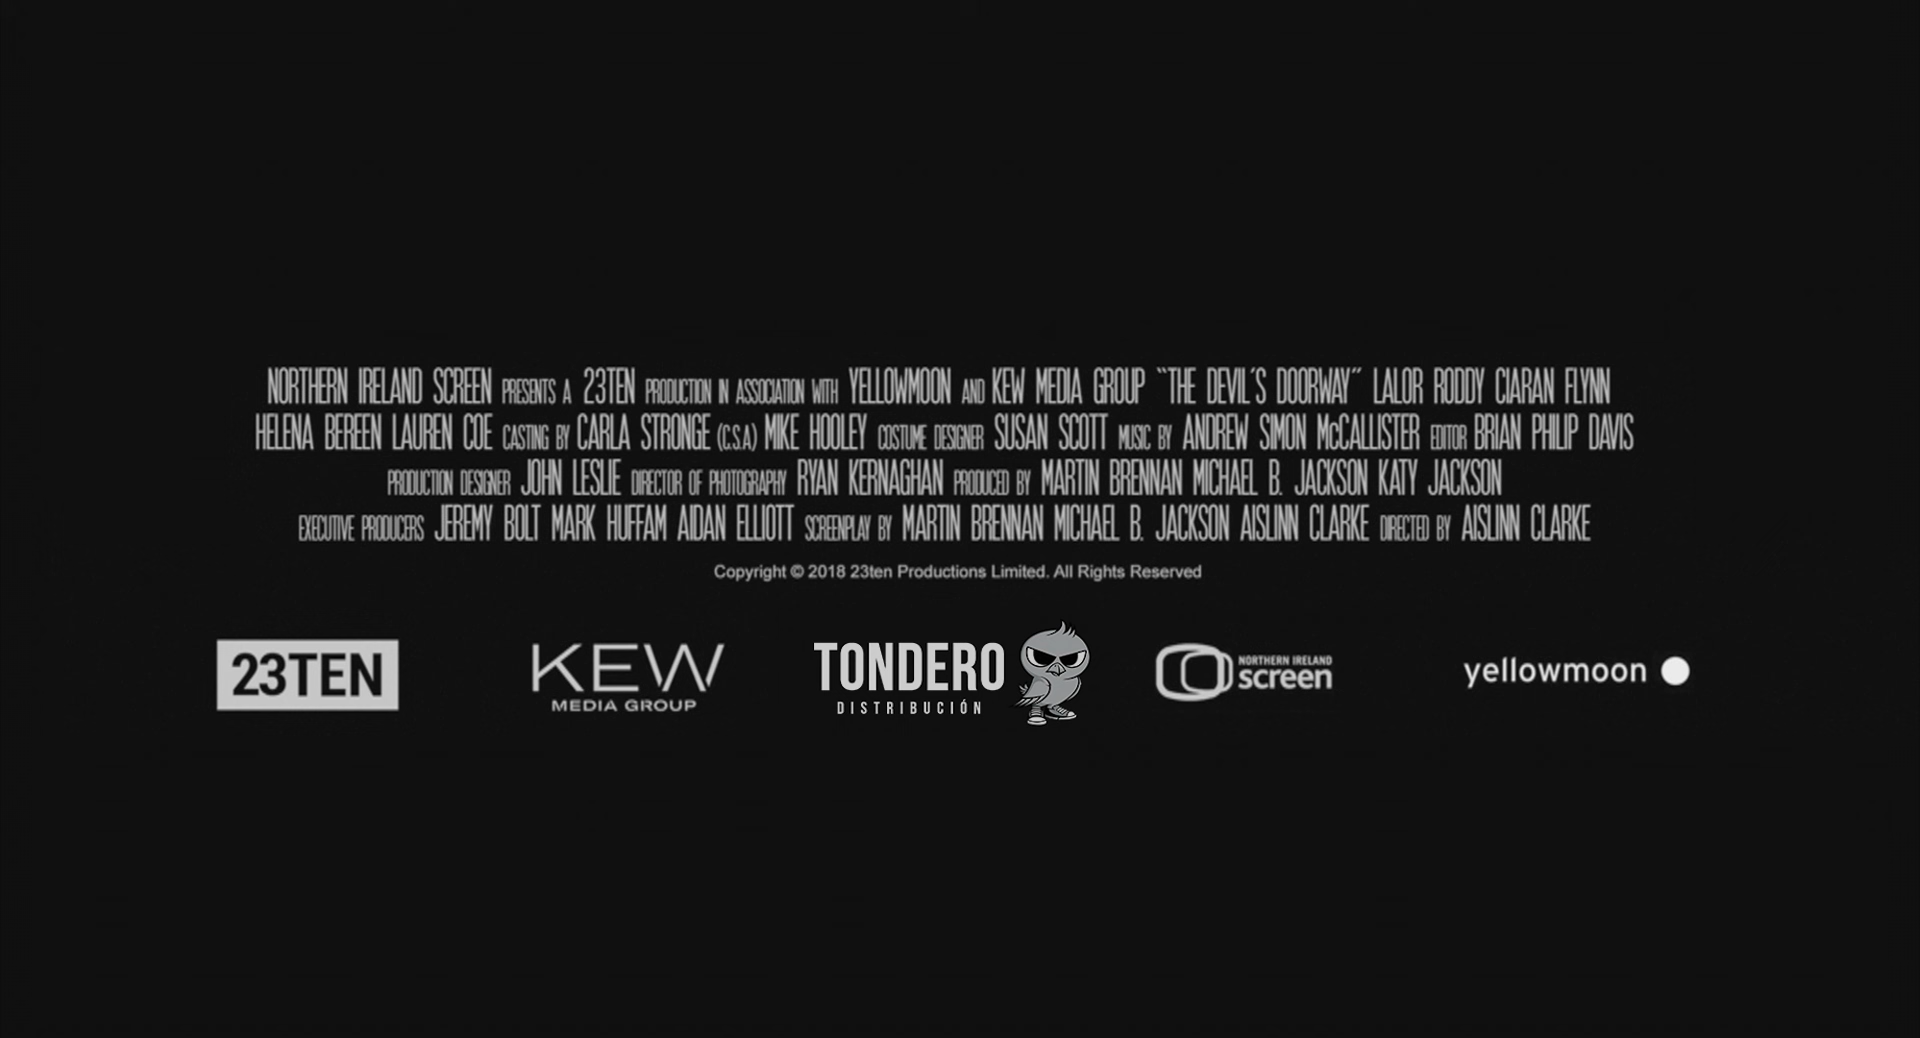 NORTHERN IRELAND SCREEN PRESENTS A 23TEN PRODUCTION IN ASSOCIATION WITH YELLOWMOON AND KEW MEDIA GROUP “THE DEVIL'S DOORWAY” LALOR RODDY CIARAN FLYNN
HELENA BEREEN LAUREN COE CASTING BY CARLA STRONGE (C.S.A) MIKE HOOLEY COSTUME DESIGNER SUSAN SCOTT MUSIC BY ANDREW SIMON McCALLISTER EDITOR BRIAN PHILIP DAVIS
PRODUCTION DESIGNER JOHN LESLIE DIRECTOR OF PHOTOGRAPHY RYAN KERNAGHAN PRODUCED BY MARTIN BRENNAN MICHAEL B. JACKSON KATY JACKSON
EXECUTIVE PRODUCERS JEREMY BOLT MARK HUFFAM AIDAN ELLIOTT SCREENPLAY BY MARTIN BRENNAN MICHAEL B. JACKSON AISLINN CLARKE DIRECTED BY AISLINN CLARKE
Copyright © 2018 23ten Productions Limited. All Rights Reserved
23TEN
KEW
MEDIA GROUP
TONDERO
DISTRIBUCIÓN
NORTHERN IRELAND
screen
yellowmoon